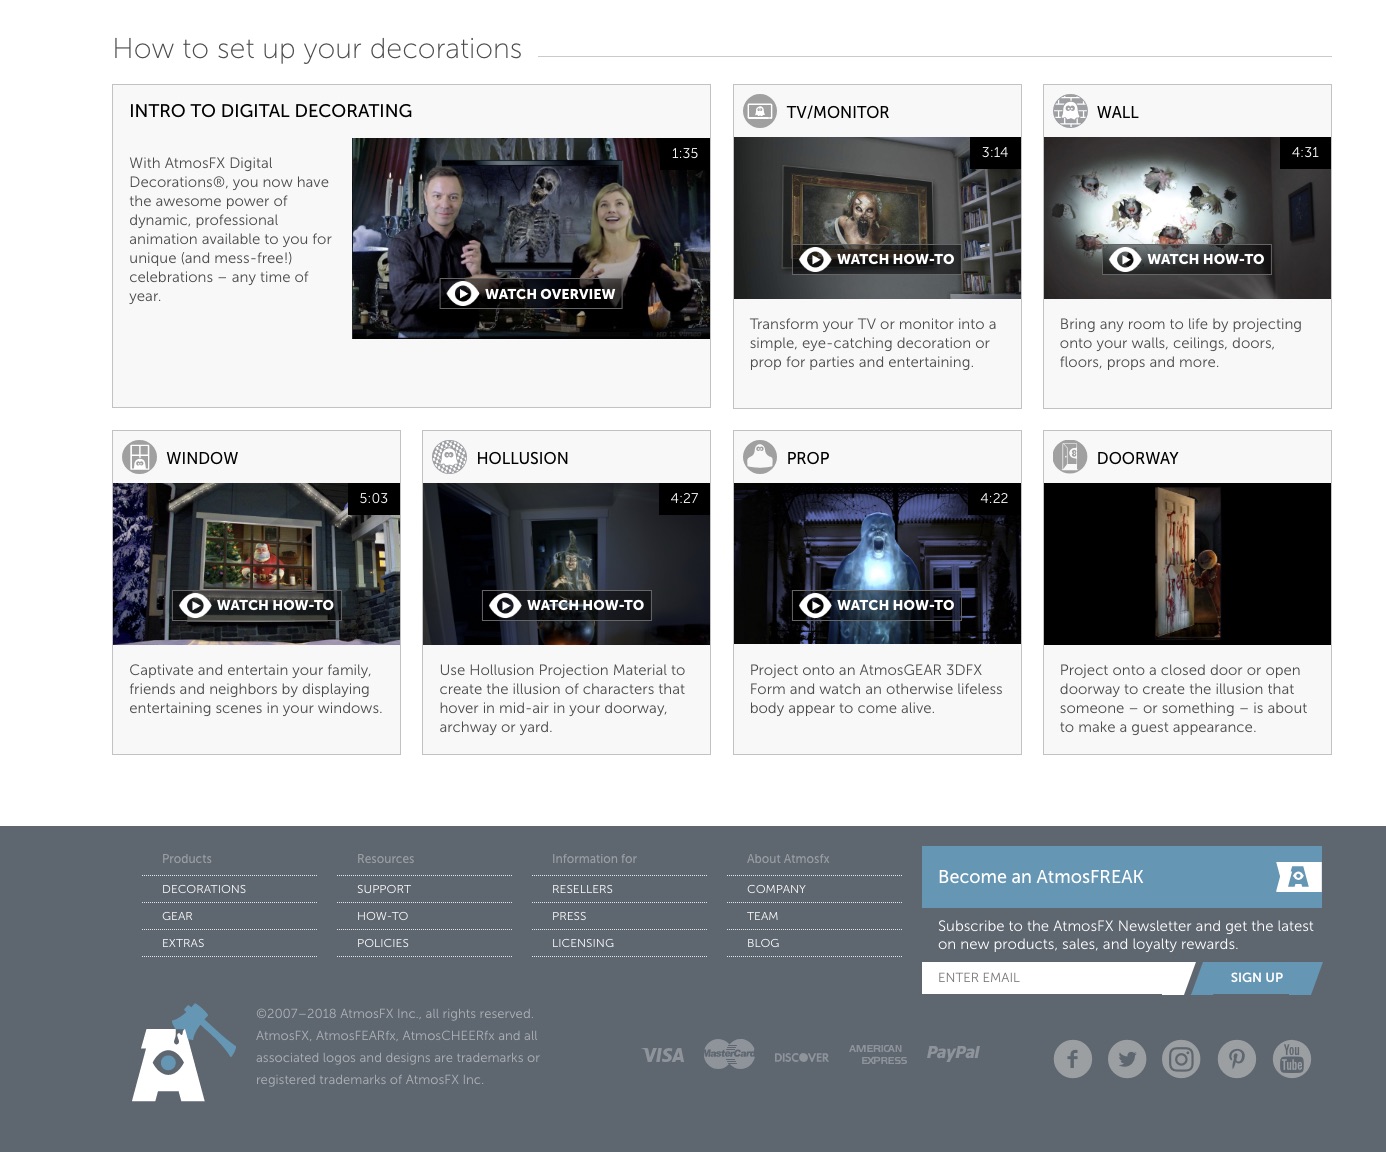 How to set up your decorations
INTRO TO DIGITAL DECORATING
With AtmosFX Digital
Decorations®, you now have
the awesome power of
dynamic, professional
animation available to you for
unique (and mess-free!)
celebrations – any time of
year.
1:35
WATCH OVERVIEW
TV/MONITOR
3:14
WATCH HOW-TO
Transform your TV or monitor into a
simple, eye-catching decoration or
prop for parties and entertaining.
WALL
4:31
WATCH HOW-TO
Bring any room to life by projecting
onto your walls, ceilings, doors,
floors, props and more.
WINDOW
5:03
WATCH HOW-TO
Captivate and entertain your family,
friends and neighbors by displaying
entertaining scenes in your windows.
HOLLUSION
4:27
WATCH HOW-TO
Use Hollusion Projection Material to
create the illusion of characters that
hover in mid-air in your doorway,
archway or yard.
PROP
4:22
WATCH HOW-TO
Project onto an AtmosGEAR 3DFX
Form and watch an otherwise lifeless
body appear to come alive.
DOORWAY
Project onto a closed door or open
doorway to create the illusion that
someone – or something – is about
to make a guest appearance.
Products
DECORATIONS
GEAR
EXTRAS
Resources
SUPPORT
HOW-TO
POLICIES
Information for
RESELLERS
PRESS
LICENSING
About Atmosfx
COMPANY
TEAM
BLOG
Become an AtmosFREAK
Subscribe to the AtmosFX Newsletter and get the latest
on new products, sales, and loyalty rewards.
ENTER EMAIL
SIGN UP
©2007–2018 AtmosFX Inc., all rights reserved.
AtmosFX, AtmosFEARfx, AtmosCHEERfx and all
associated logos and designs are trademarks or
registered trademarks of AtmosFX Inc.
VISA
MasterCard
DISCOVER
AMERICAN
EXPRESS
PayPal
You
Tube